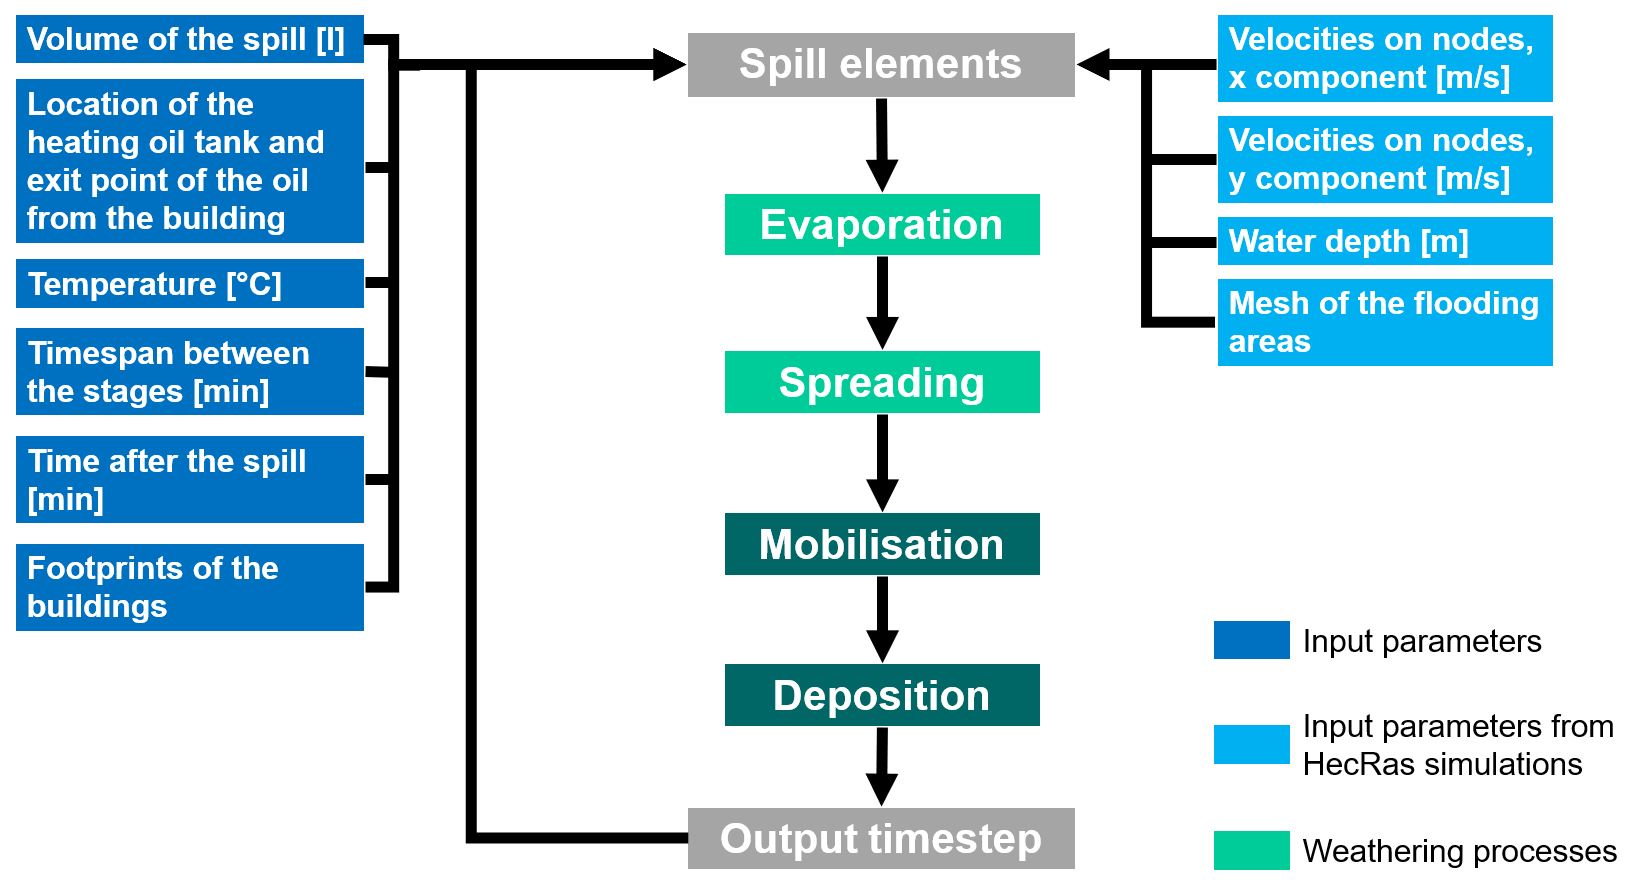 Volume of the spill [l]
Location of the
heating oil tank and
exit point of the oil
from the building
Temperature [°C]
Timespan between
the stages [min]
Time after the spill
[min]
Footprints of the
buildings
Spill elements
Evaporation
Spreading
Mobilisation
Deposition
Output timestep
Velocities on nodes,
x component [m/s]
Velocities on nodes,
y component [m/s]
Water depth [m]
Mesh of the flooding
areas
Input parameters
Input parameters from
HecRas simulations
Weathering processes